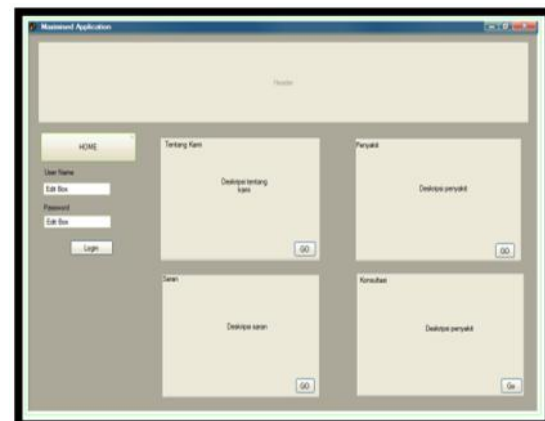 Maximised Application
Header
HOME
User Name
Edit Box
Password
Edit Box
Login
Tentang Kami
Deskripsi tentang
kami
GO
Penyakit
Deskripsi penyakit
GO
Saran
Deskripsi saran
GO
Konsultasi
Deskripsi penyakit
Go